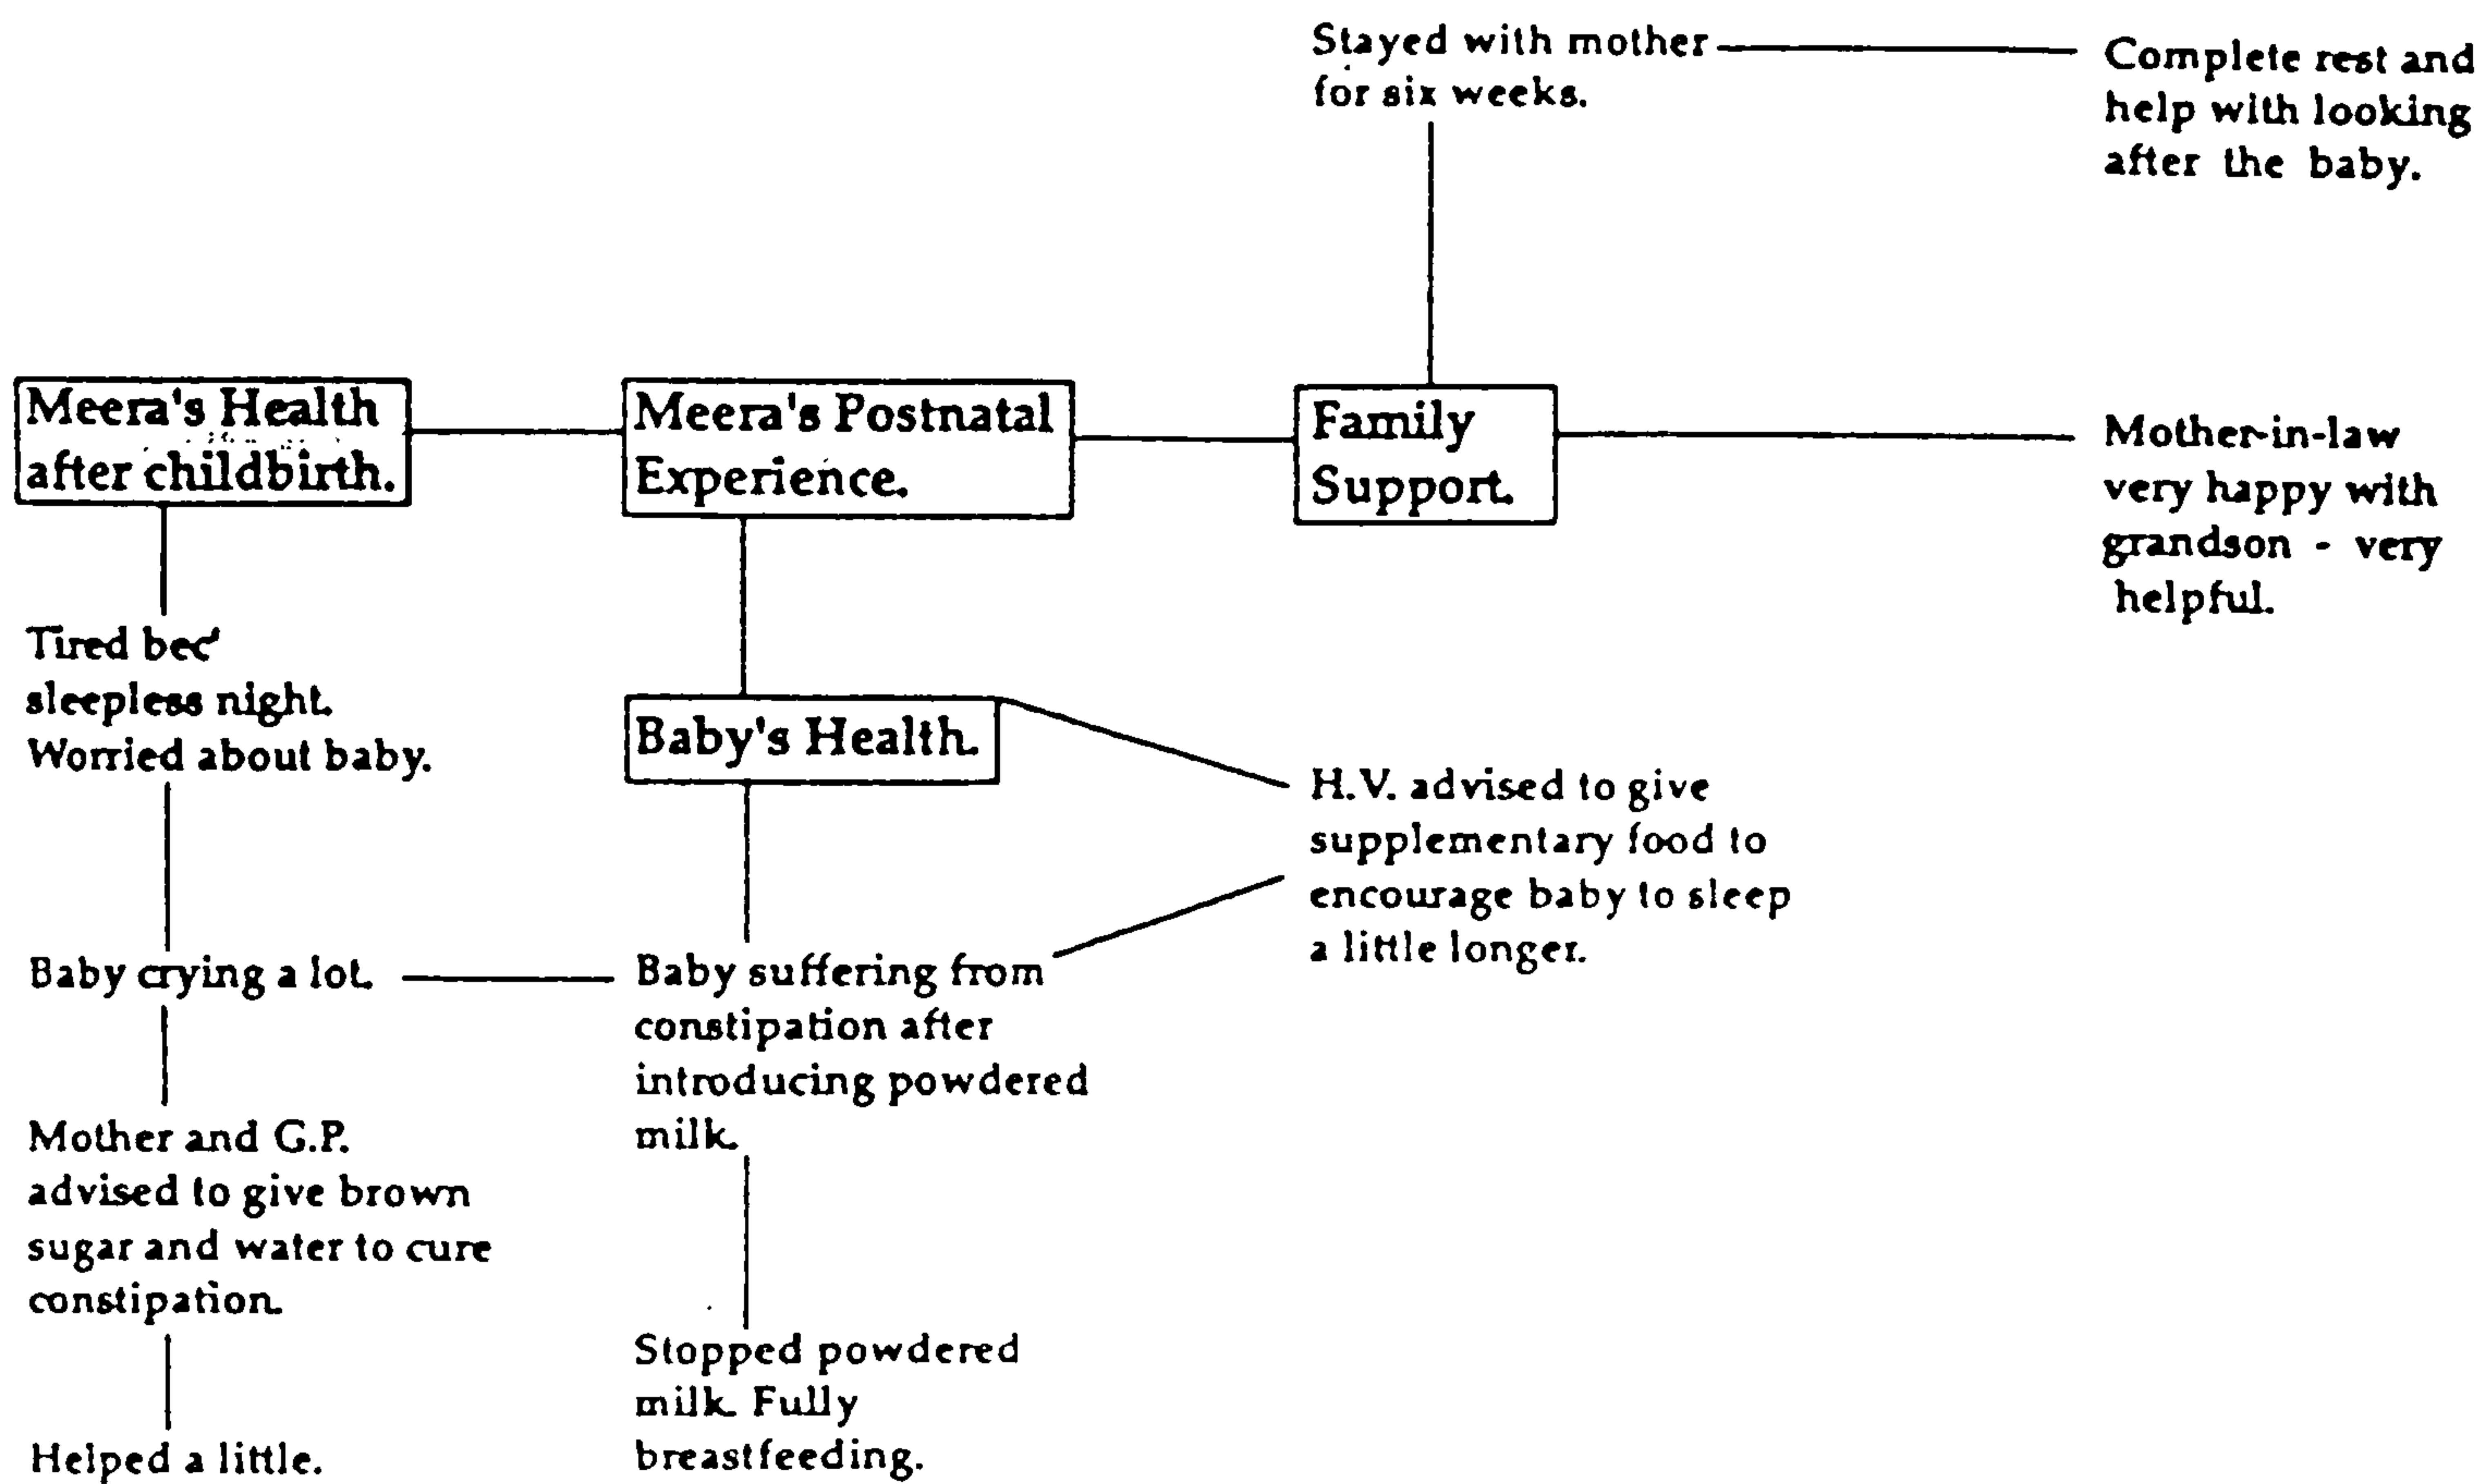 Stayed with mother
for six weeks.
Complete rest and
help with looking
after the baby.
Meera's Health
after childbirth.
Meera's Postnatal
Experience.
Family
Support.
Mother-in-law
very happy with
grandson - very
helpful.
Tired bec'
sleepless night.
Worried about baby.
Baby's Health.
H.V. advised to give
supplementary food to
encourage baby to sleep
a little longer.
Baby crying a lot.
Baby suffering from
constipation after
introducing powdered
milk.
Mother and G.P.
advised to give brown
sugar and water to cure
constipation.
Stopped powdered
milk. Fully
breastfeeding.
Helped a little.